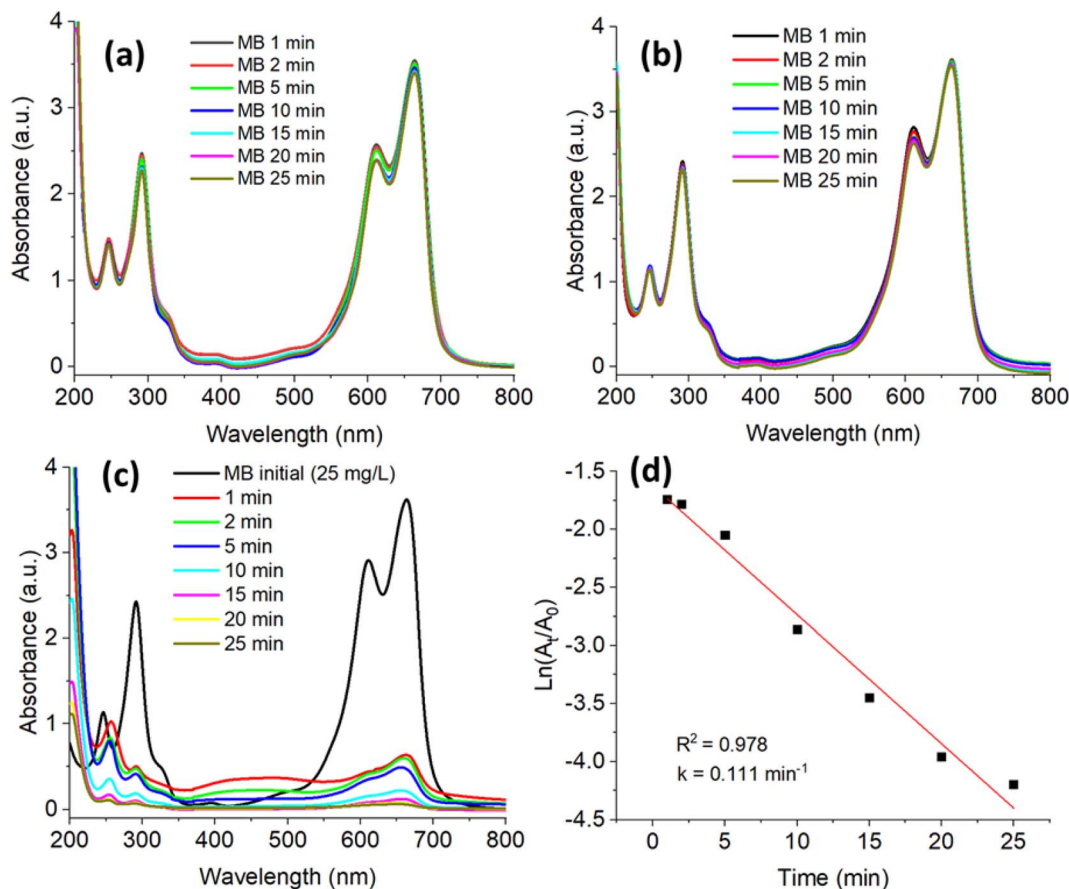 (a)
MB 1 min
MB 2 min
MB 5 min
MB 10 min
MB 15 min
MB 20 min
MB 25 min
4
3
2
1
0
Absorbance (a.u.)
200 300 400 500 600 700 800
Wavelength (nm)
(b)
MB 1 min
MB 2 min
MB 5 min
MB 10 min
MB 15 min
MB 20 min
MB 25 min
4
3
2
1
0
Absorbance (a.u.)
200 300 400 500 600 700 800
Wavelength (nm)
(c)
MB initial (25 mg/L)
1 min
2 min
5 min
10 min
15 min
20 min
25 min
4
3
2
1
0
Absorbance (a.u.)
200 300 400 500 600 700 800
Wavelength (nm)
(d)
-1.5
-2.0
-2.5
-3.0
-3.5
-4.0
-4.5
Ln(Aₜ/A₀)
R² = 0.978
k = 0.111 min⁻¹
0 5 10 15 20 25
Time (min)